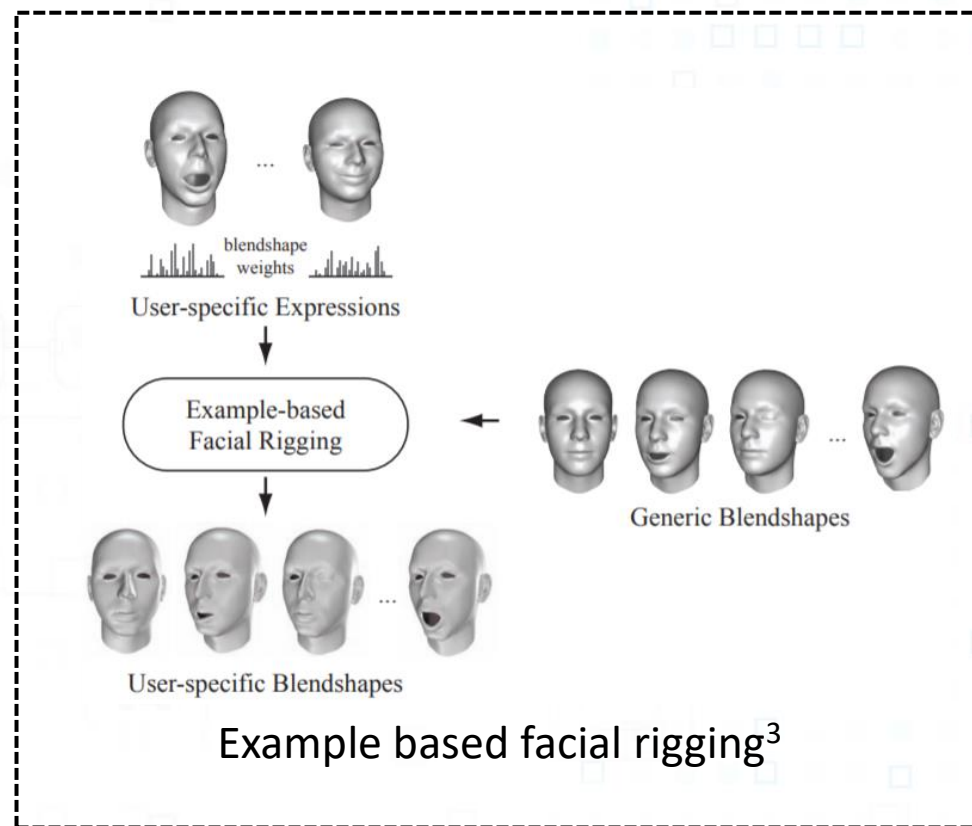 ...
blendshape
weights
User-specific Expressions
Example-based
Facial Rigging
...
Generic Blendshapes
...
User-specific Blendshapes
Example based facial rigging³